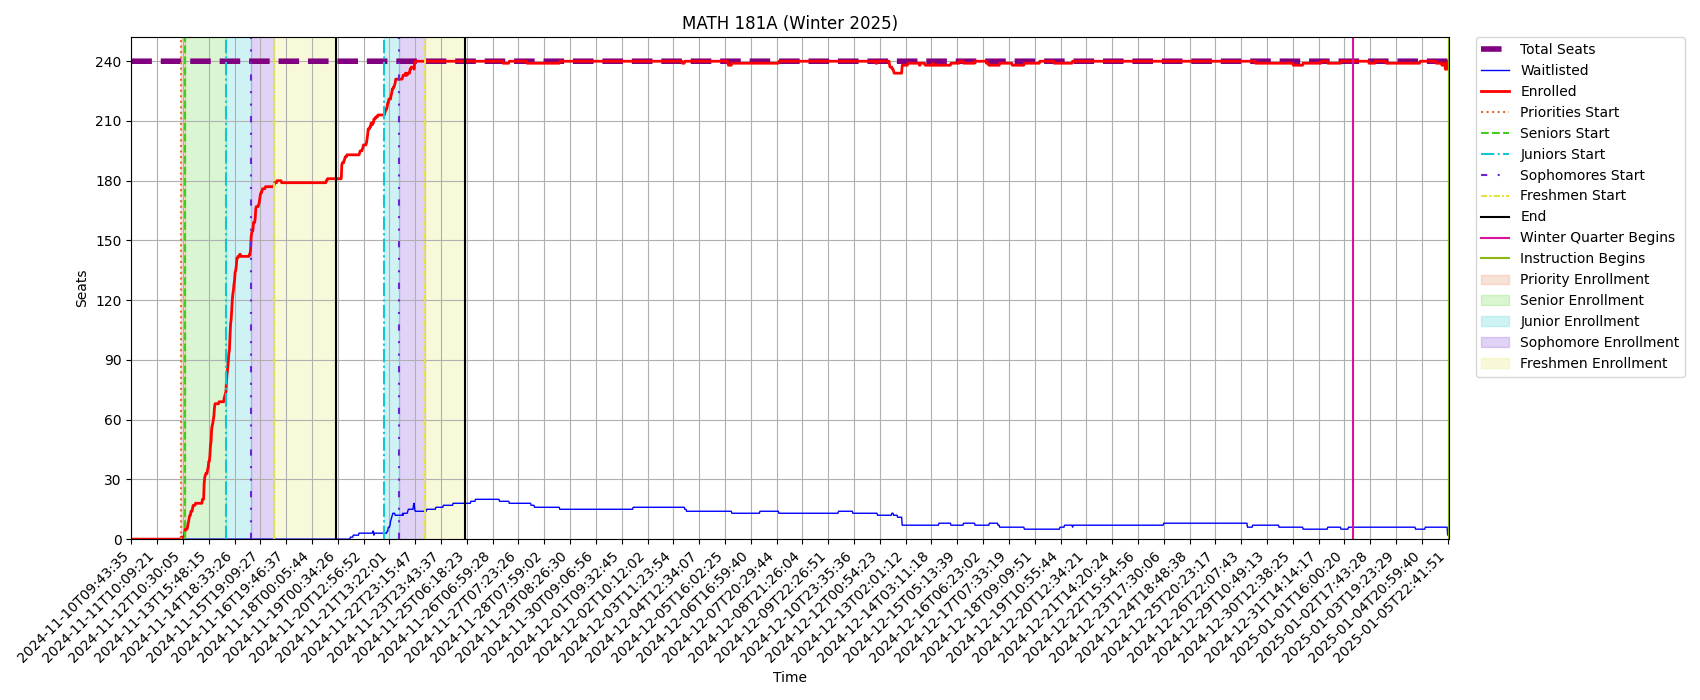 MATH 181A (Winter 2025)
Seats
240
210
180
150
120
90
60
30
0
2024-11-10T09:43:35
2024-11-11T10:09:21
2024-11-12T10:30:05
2024-11-13T15:48:15
2024-11-14T18:33:26
2024-11-15T19:09:27
2024-11-16T19:46:37
2024-11-18T00:05:44
2024-11-19T00:34:26
2024-11-20T12:56:52
2024-11-21T13:22:01
2024-11-22T23:15:47
2024-11-23T23:43:37
2024-11-25T06:18:23
2024-11-26T06:59:28
2024-11-27T07:23:26
2024-11-28T07:59:02
2024-11-29T08:26:30
2024-11-30T09:06:56
2024-12-01T09:32:45
2024-12-02T10:12:02
2024-12-03T11:23:54
2024-12-04T12:34:07
2024-12-05T16:02:25
2024-12-06T16:59:40
2024-12-07T20:29:44
2024-12-08T21:26:04
2024-12-09T22:26:51
2024-12-10T23:35:36
2024-12-12T00:54:23
2024-12-13T02:01:12
2024-12-14T03:11:18
2024-12-15T05:13:39
2024-12-16T06:23:02
2024-12-17T07:33:19
2024-12-18T09:09:51
2024-12-19T10:55:44
2024-12-20T12:34:21
2024-12-21T14:20:24
2024-12-22T15:54:56
2024-12-23T17:30:06
2024-12-24T18:48:38
2024-12-25T20:23:17
2024-12-26T22:07:43
2024-12-29T10:49:13
2024-12-30T12:38:25
2024-12-31T14:14:17
2025-01-01T16:00:20
2025-01-02T17:43:28
2025-01-03T19:23:29
2025-01-04T20:59:40
2025-01-05T22:41:51
Time
Total Seats
Waitlisted
Enrolled
Priorities Start
Seniors Start
Juniors Start
Sophomores Start
Freshmen Start
End
Winter Quarter Begins
Instruction Begins
Priority Enrollment
Senior Enrollment
Junior Enrollment
Sophomore Enrollment
Freshmen Enrollment